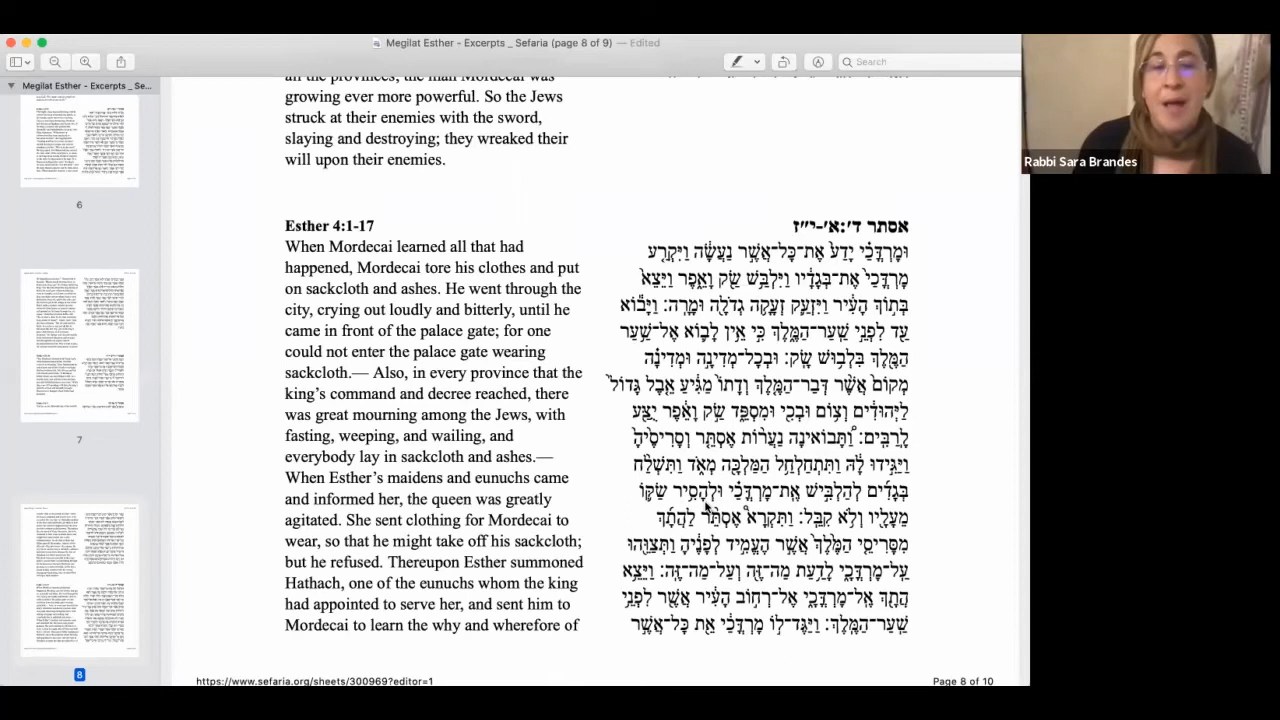 Megilat Esther - Excerpts _ Sefaria (page 8 of 9) — Edited
Search
Megilat Esther - Excerpts _ Se...
Rabbi Sara Brandes
6
7
8
all the provinces; the man Mordecai was
growing ever more powerful. So the Jews
struck at their enemies with the sword,
slaying and destroying; they wreaked their
will upon their enemies.
Esther 4:1-17
When Mordecai learned all that had
happened, Mordecai tore his clothes and put
on sackcloth and ashes. He went through the
city, crying out loudly and bitterly, until he
came in front of the palace gate; for one
could not enter the palace gate wearing
sackcloth.— Also, in every province that the
king’s command and decree reached, there
was great mourning among the Jews, with
fasting, weeping, and wailing, and
everybody lay in sackcloth and ashes.—
When Esther’s maidens and eunuchs came
and informed her, the queen was greatly
agitated. She sent clothing for Mordecai to
wear, so that he might take off his sackcloth;
but he refused. Thereupon Esther summoned
Hathach, one of the eunuchs whom the king
had appointed to serve her, and sent him to
Mordecai to learn the why and wherefore of
אסתר ד׳:א׳-י״ז
וּמׇרְדֳּכַ֗י יָדַע֙ אֶת־כׇּל־אֲשֶׁ֣ר נַעֲשָׂ֔ה וַיִּקְרַ֤ע
מׇרְדֳּכַי֙ אֶת־בְּגָדָ֔יו וַיִּלְבַּ֥שׁ שַׂ֖ק וָאֵ֑פֶר וַיֵּצֵא֙
בְּת֣וֹךְ הָעִ֔יר וַיִּזְעַ֛ק זְעָקָ֥ה גְדוֹלָ֖ה וּמָרָֽה׃ וַיָּב֕וֹא
עַ֖ד לִפְנֵ֣י שַֽׁעַר־הַמֶּ֑לֶךְ כִּ֣י אֵ֥ין לָב֛וֹא אֶל־שַׁ֥עַר
הַמֶּ֖לֶךְ בִּלְב֥וּשׁ שָֽׂק׃ וּבְכׇל־מְדִינָ֣ה וּמְדִינָ֗ה
מְקוֹם֙ אֲשֶׁ֨ר דְּבַר־הַמֶּ֤לֶךְ וְדָתוֹ֙ מַגִּ֔יעַ אֵ֤בֶל גָּדוֹל֙
לַיְּהוּדִ֔ים וְצ֥וֹם וּבְכִ֖י וּמִסְפֵּ֑ד שַׂ֣ק וָאֵ֔פֶר יֻצַּ֖ע
לָֽרַבִּֽים׃ וַ֠תָּבוֹאינָה נַעֲר֨וֹת אֶסְתֵּ֤ר וְסָרִיסֶ֙יהָ֙
וַיַּגִּ֣ידוּ לָ֔הּ וַתִּתְחַלְחַ֥ל הַמַּלְכָּ֖ה מְאֹ֑ד וַתִּשְׁלַ֨ח
בְּגָדִ֜ים לְהַלְבִּ֣ישׁ אֶֽת־מׇרְדֳּכַ֗י וּלְהָסִ֥יר שַׂקּ֛וֹ
מֵעָלָ֖יו וְלֹ֥א קִבֵּֽל׃ וַתִּקְרָא֩ אֶסְתֵּ֨ר לַהֲתָ֜ךְ
מִסָּרִיסֵ֤י הַמֶּ֙לֶךְ֙ אֲשֶׁ֣ר הֶעֱמִ֣יד לְפָנֶ֔יהָ וַתְּצַוֵּ֖הוּ
עַֽל־מׇרְדֳּכָ֑י לָדַ֥עַת מַה־זֶּ֖ה וְעַל־מַה־זֶּֽה׃ וַיֵּצֵ֥א
הֲתָ֖ךְ אֶֽל־מׇרְדֳּכָ֑י אֶל־רְח֣וֹב הָעִ֔יר אֲשֶׁ֖ר לִפְנֵ֥י
שַֽׁעַר־הַמֶּֽלֶךְ׃ וַיַּגֶּד־ל֣וֹ מׇרְדֳּכַ֔י אֵ֖ת כׇּל־אֲשֶׁ֣ר
https://www.sefaria.org/sheets/300969?editor=1
Page 8 of 10